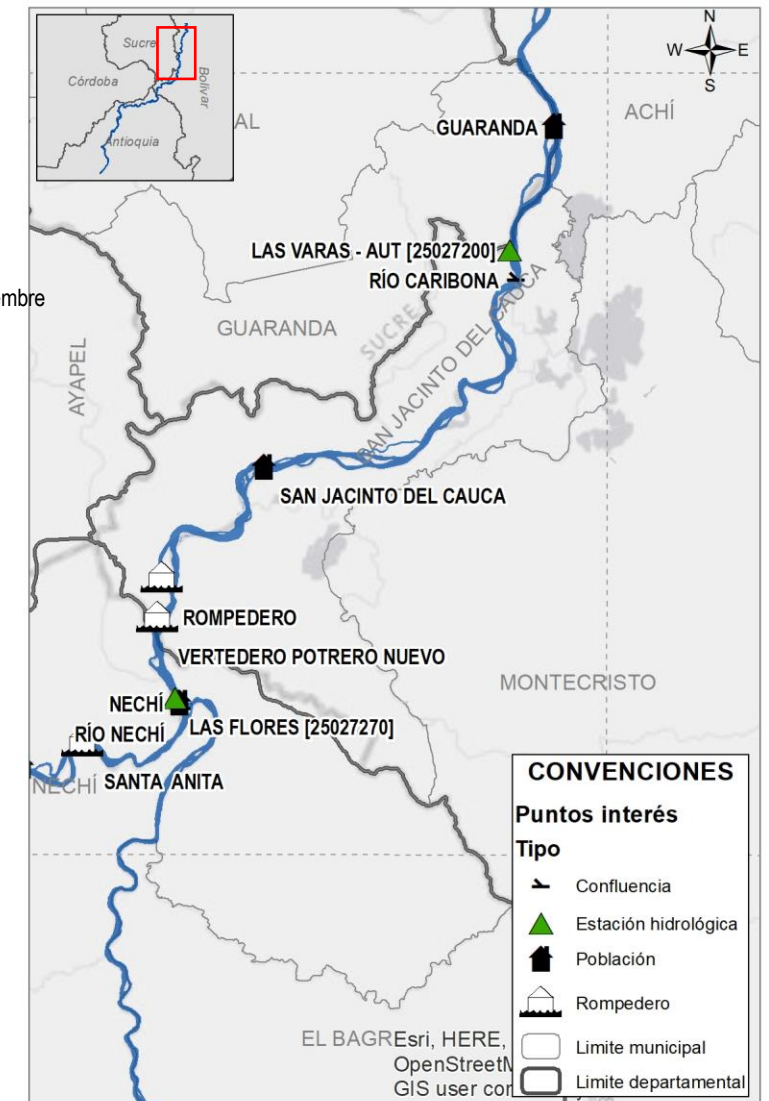 Sucre
Córdoba
Bolívar
Antioquia
N
W
E
S
AL
ACHÍ
GUARANDA
LAS VARAS - AUT [25027200]
RÍO CARIBONA
mbre
GUARANDA
SUCRE
SAN JACINTO DEL CAUCA
AYAPEL
SAN JACINTO DEL CAUCA
ROMPEDERO
VERTEDERO POTRERO NUEVO
MONTECRISTO
NECHÍ
LAS FLORES [25027270]
RÍO NECHÍ
NECHÍ
SANTA ANITA
CONVENCIONES
Puntos interés
Tipo
Confluencia
Estación hidrológica
Población
Rompedero
Limite municipal
Limite departamental
EL BAGRE
Esri, HERE,
OpenStreetM
GIS user con